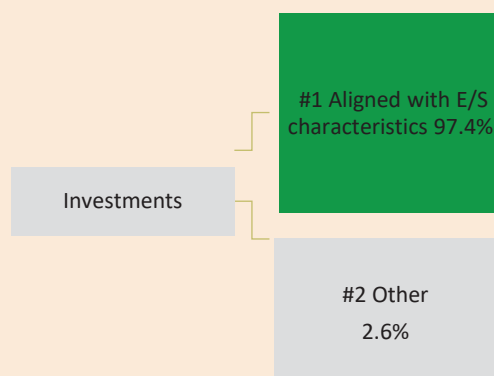 #1 Aligned with E/S
characteristics 97.4%
Investments
#2 Other
2.6%